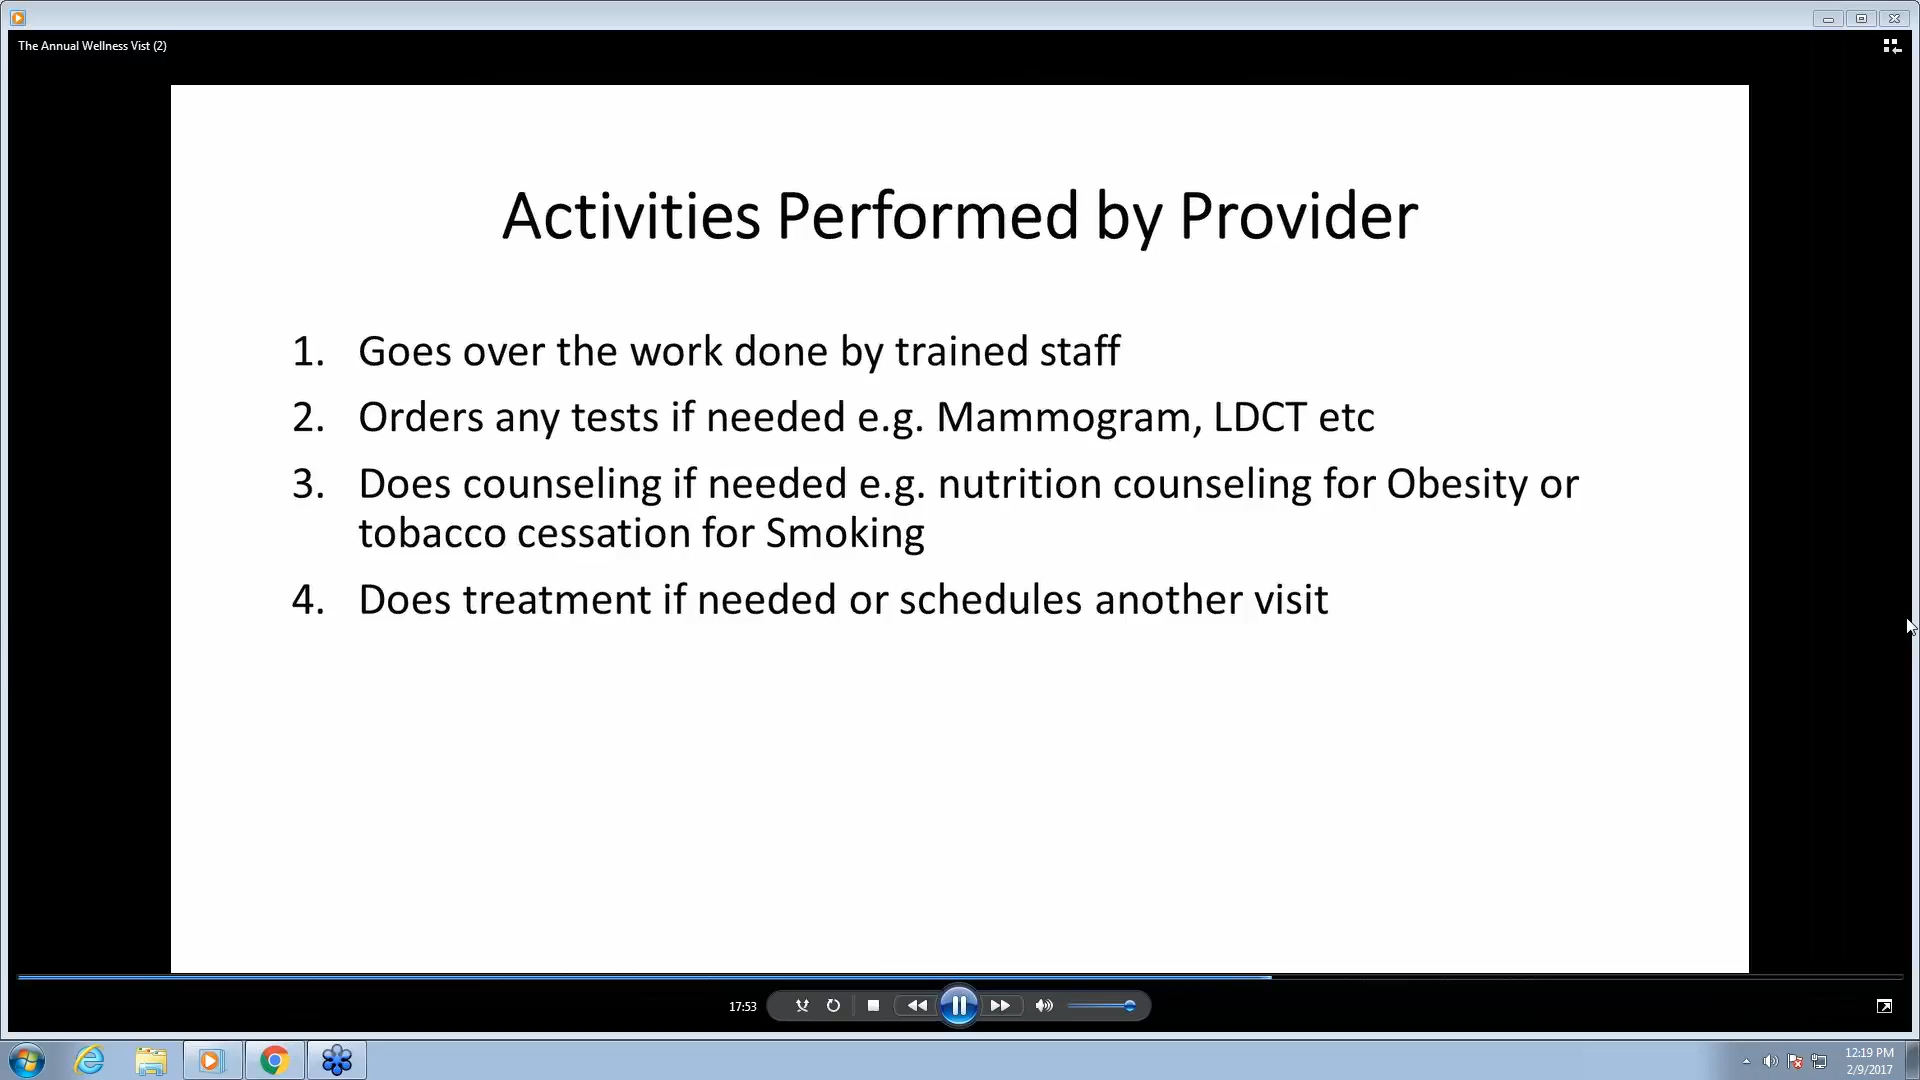 The Annual Wellness Vist (2)
Activities Performed by Provider
1. Goes over the work done by trained staff
2. Orders any tests if needed e.g. Mammogram, LDCT etc
3. Does counseling if needed e.g. nutrition counseling for Obesity or
tobacco cessation for Smoking
4. Does treatment if needed or schedules another visit
17:53
12:19 PM
2/9/2017